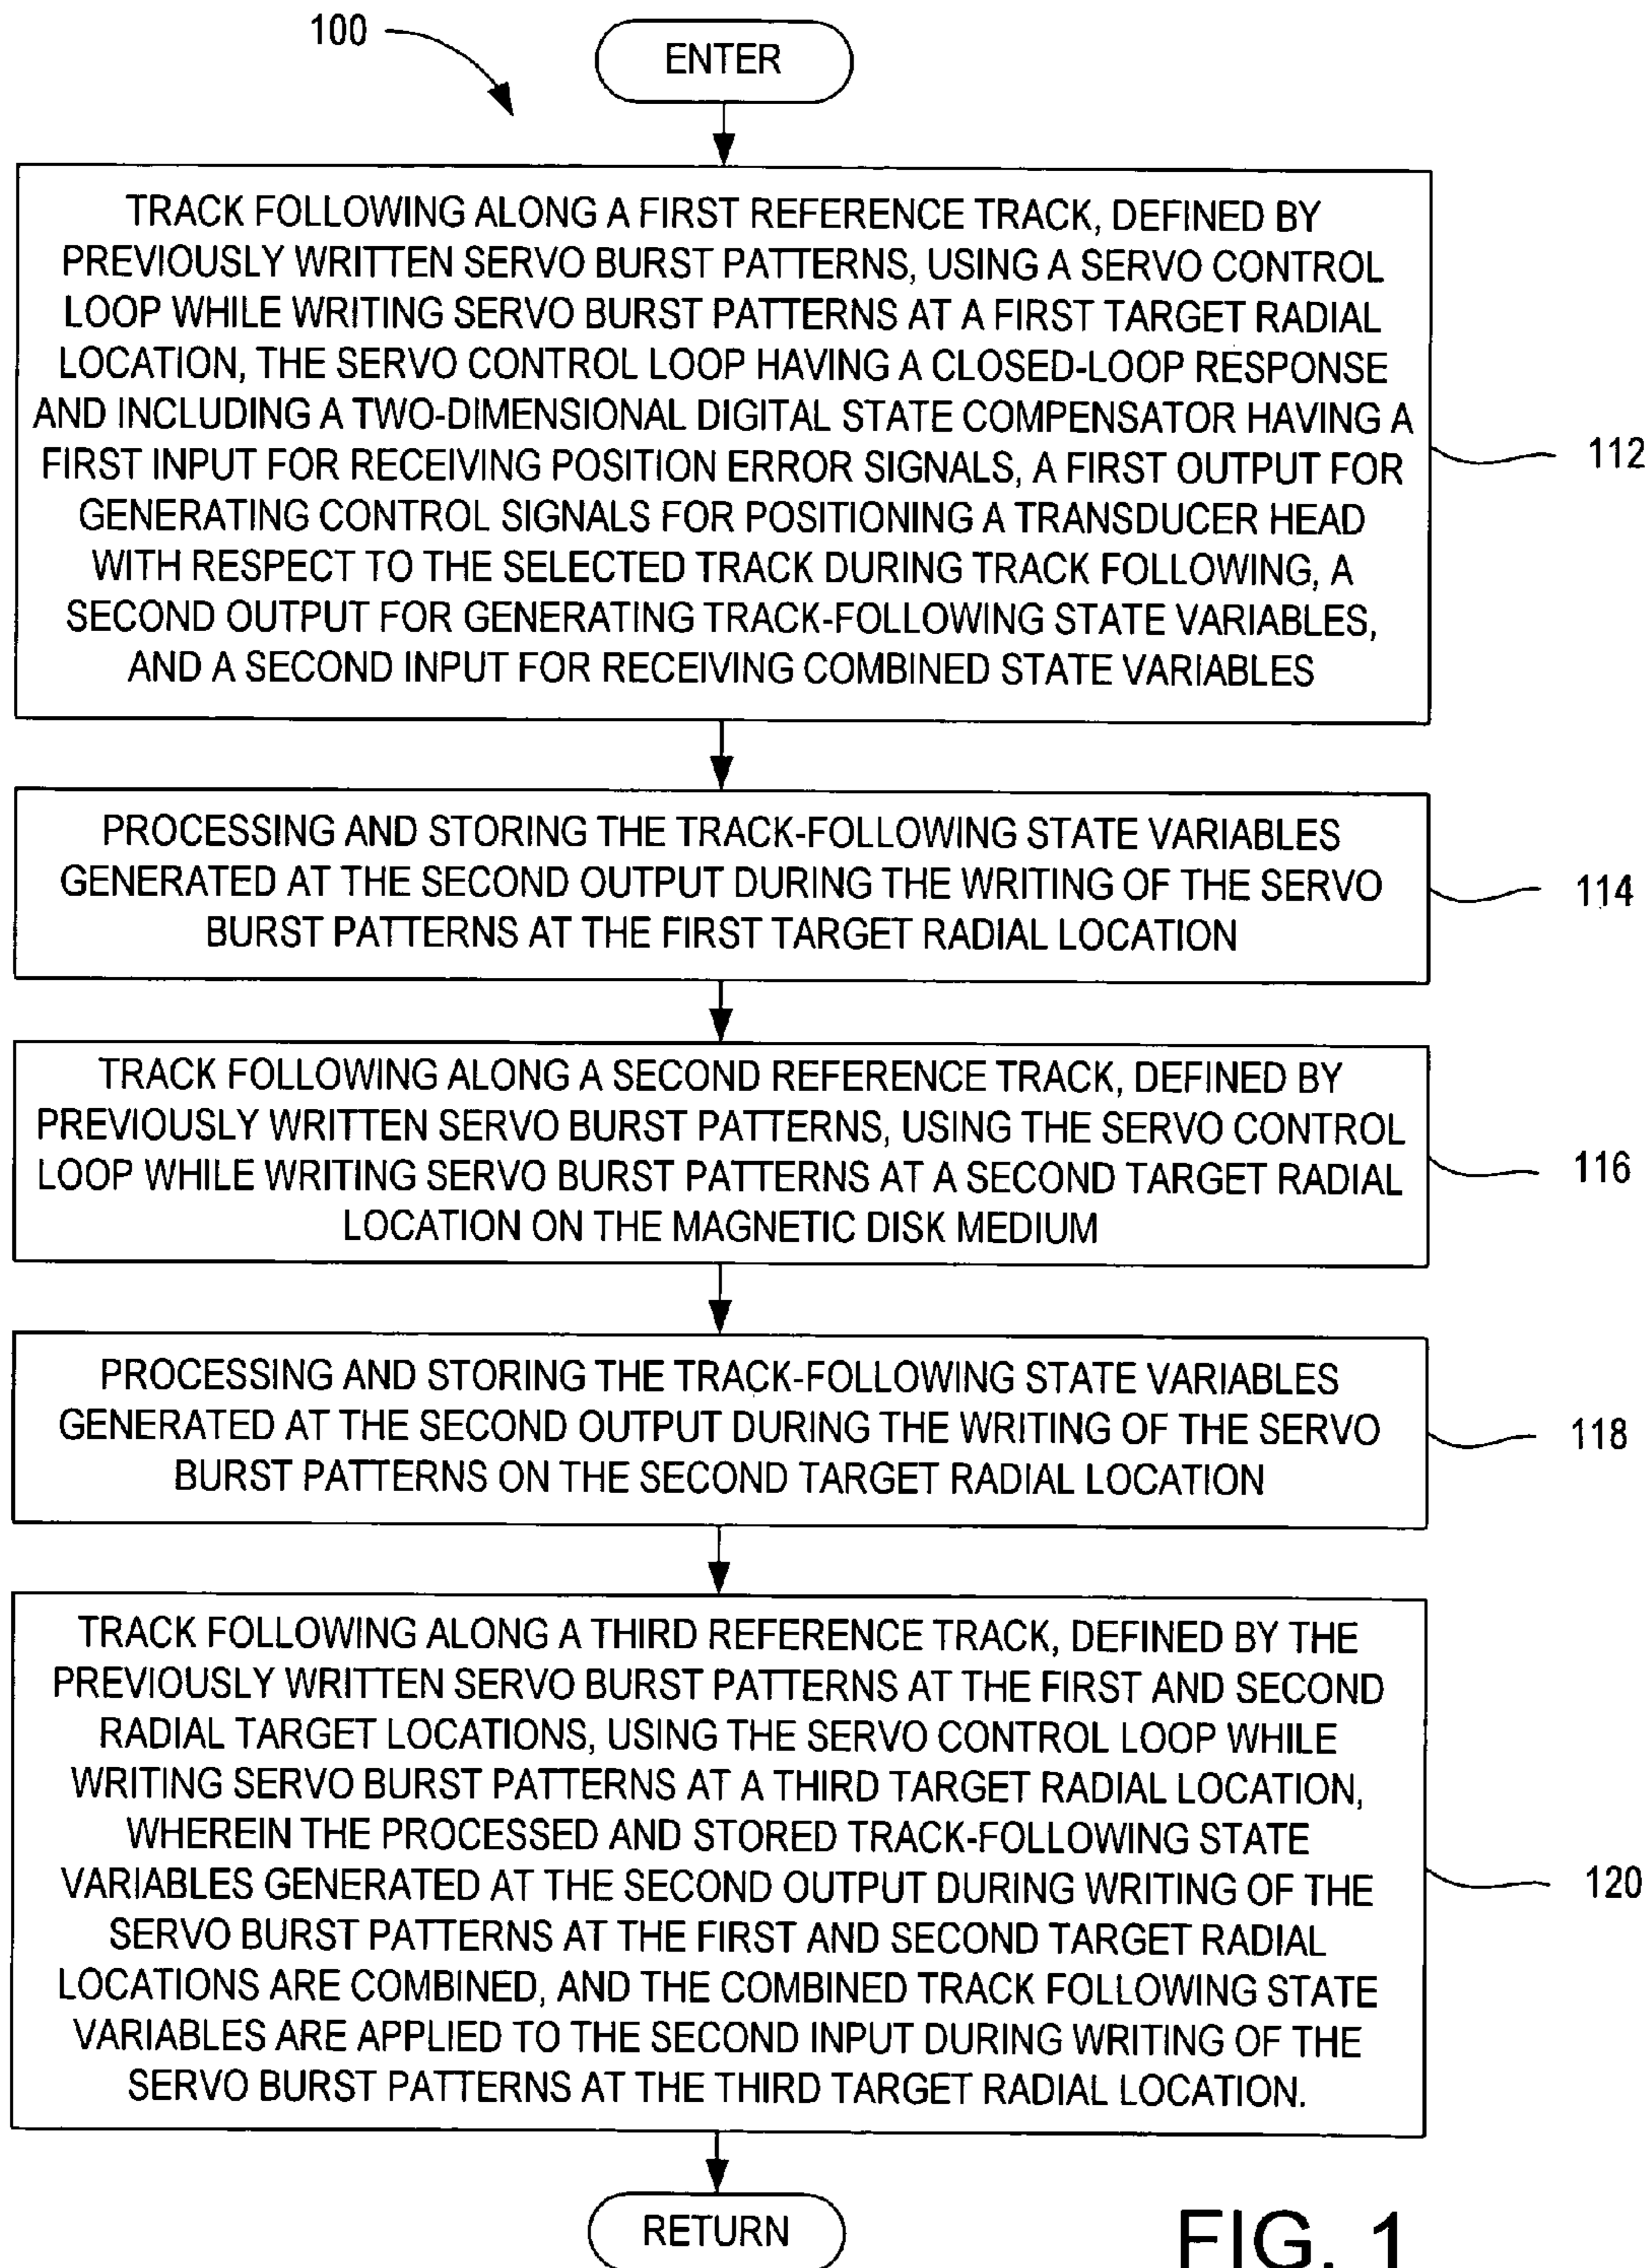 100
ENTER
TRACK FOLLOWING ALONG A FIRST REFERENCE TRACK, DEFINED BY
PREVIOUSLY WRITTEN SERVO BURST PATTERNS, USING A SERVO CONTROL
LOOP WHILE WRITING SERVO BURST PATTERNS AT A FIRST TARGET RADIAL
LOCATION, THE SERVO CONTROL LOOP HAVING A CLOSED-LOOP RESPONSE
AND INCLUDING A TWO-DIMENSIONAL DIGITAL STATE COMPENSATOR HAVING A
FIRST INPUT FOR RECEIVING POSITION ERROR SIGNALS, A FIRST OUTPUT FOR
GENERATING CONTROL SIGNALS FOR POSITIONING A TRANSDUCER HEAD
WITH RESPECT TO THE SELECTED TRACK DURING TRACK FOLLOWING, A
SECOND OUTPUT FOR GENERATING TRACK-FOLLOWING STATE VARIABLES,
AND A SECOND INPUT FOR RECEIVING COMBINED STATE VARIABLES
112
PROCESSING AND STORING THE TRACK-FOLLOWING STATE VARIABLES
GENERATED AT THE SECOND OUTPUT DURING THE WRITING OF THE SERVO
BURST PATTERNS AT THE FIRST TARGET RADIAL LOCATION
114
TRACK FOLLOWING ALONG A SECOND REFERENCE TRACK, DEFINED BY
PREVIOUSLY WRITTEN SERVO BURST PATTERNS, USING THE SERVO CONTROL
LOOP WHILE WRITING SERVO BURST PATTERNS AT A SECOND TARGET RADIAL
LOCATION ON THE MAGNETIC DISK MEDIUM
116
PROCESSING AND STORING THE TRACK-FOLLOWING STATE VARIABLES
GENERATED AT THE SECOND OUTPUT DURING THE WRITING OF THE SERVO
BURST PATTERNS ON THE SECOND TARGET RADIAL LOCATION
118
TRACK FOLLOWING ALONG A THIRD REFERENCE TRACK, DEFINED BY THE
PREVIOUSLY WRITTEN SERVO BURST PATTERNS AT THE FIRST AND SECOND
RADIAL TARGET LOCATIONS, USING THE SERVO CONTROL LOOP WHILE
WRITING SERVO BURST PATTERNS AT A THIRD TARGET RADIAL LOCATION,
WHEREIN THE PROCESSED AND STORED TRACK-FOLLOWING STATE
VARIABLES GENERATED AT THE SECOND OUTPUT DURING WRITING OF THE
SERVO BURST PATTERNS AT THE FIRST AND SECOND TARGET RADIAL
LOCATIONS ARE COMBINED, AND THE COMBINED TRACK FOLLOWING STATE
VARIABLES ARE APPLIED TO THE SECOND INPUT DURING WRITING OF THE
SERVO BURST PATTERNS AT THE THIRD TARGET RADIAL LOCATION.
120
RETURN
FIG. 1